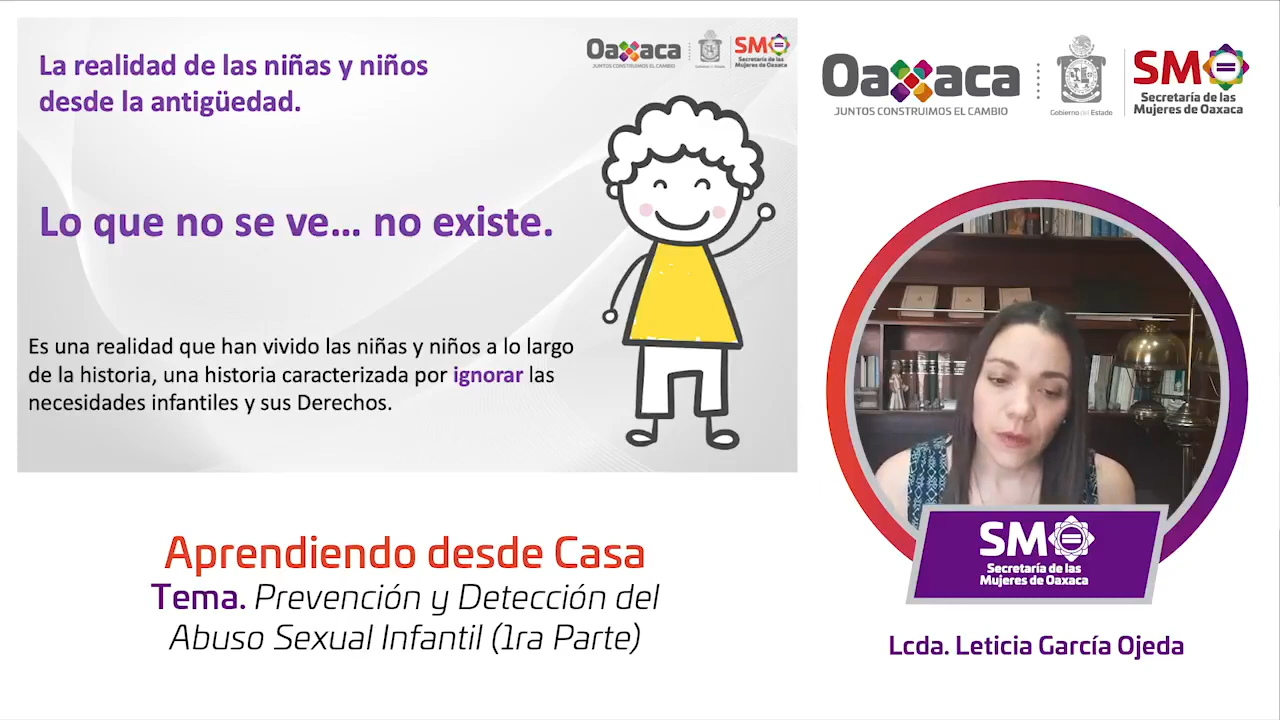 La realidad de las niñas y niños
desde la antigüedad.
Oaxaca
JUNTOS CONSTRUIMOS EL CAMBIO
Gobierno del Estado
SM
Secretaría de las
Mujeres de Oaxaca
Lo que no se ve... no existe.
Es una realidad que han vivido las niñas y niños a lo largo
de la historia, una historia caracterizada por ignorar las
necesidades infantiles y sus Derechos.
Oaxaca
JUNTOS CONSTRUIMOS EL CAMBIO
Gobierno del Estado
SM
Secretaría de las
Mujeres de Oaxaca
Aprendiendo desde Casa
Tema. Prevención y Detección del
Abuso Sexual Infantil (1ra Parte)
SM
Secretaría de las
Mujeres de Oaxaca
Lcda. Leticia García Ojeda